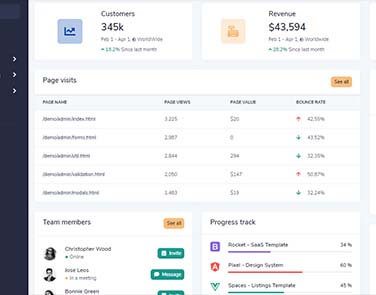 Customers
345k
Feb 1 - Apr 1, WorldWide
18.2% Since last month
Revenue
$43,594
Feb 1 - Apr 1, WorldWide
28.2% Since last month
Page visits
See all
PAGE NAME PAGE VIEWS PAGE VALUE BOUNCE RATE
/demo/admin/index.html 3,225 $20 42,55%
/demo/admin/forms.html 2,987 0 43,52%
/demo/admin/util.html 2,844 294 32,35%
/demo/admin/validation.html 2,050 $147 50,87%
/demo/admin/modals.html 1,483 $19 32,24%
Team members
See all
Christopher Wood
Online
Invite
Jose Leos
In a meeting
Message
Bonnie Green
Invite
Progress track
Rocket - SaaS Template 34 %
Pixel - Design System 60 %
Spaces - Listings Template 45 %